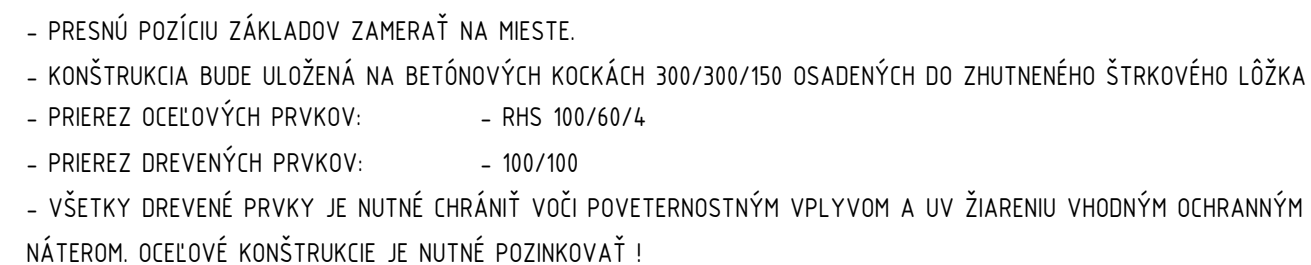 - PRESNÚ POZÍCIU ZÁKLADOV ZAMERAŤ NA MIESTE.
- KONŠTRUKCIA BUDE ULOŽENÁ NA BETÓNOVÝCH KOCKÁCH 300/300/150 OSADENÝCH DO ZHUTNENÉHO ŠTRKOVÉHO LÔŽKA
- PRIEREZ OCEĽOVÝCH PRVKOV: - RHS 100/60/4
- PRIEREZ DREVENÝCH PRVKOV: - 100/100
- VŠETKY DREVENÉ PRVKY JE NUTNÉ CHRÁNIŤ VOČI POVETERNOSTNÝM VPLYVOM A UV ŽIARENIU VHODNÝM OCHRANNÝM
NÁTEROM. OCEĽOVÉ KONŠTRUKCIE JE NUTNÉ POZINKOVAŤ !